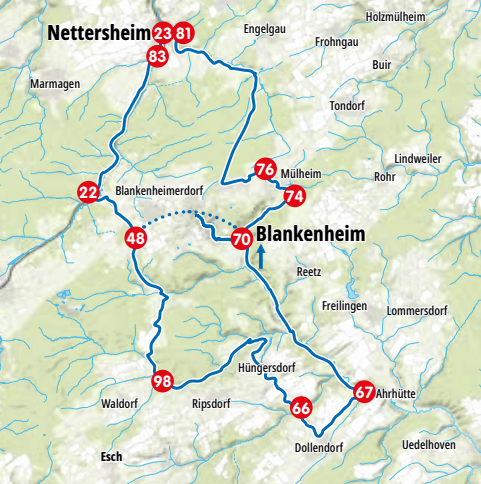 Holzmülheim
Engelgau
Nettersheim 23 81
Frohngau
83
Buir
Marmagen
Tondorf
Lindweiler
76
Mülheim
Rohr
22
Blankenheimerdorf
74
48
70 Blankenheim
Reetz
Freilingen
Lommersdorf
Hüngersdorf
98
67 Ahrhütte
Waldorf
Ripsdorf
66
Dollendorf
Uedelhoven
Esch